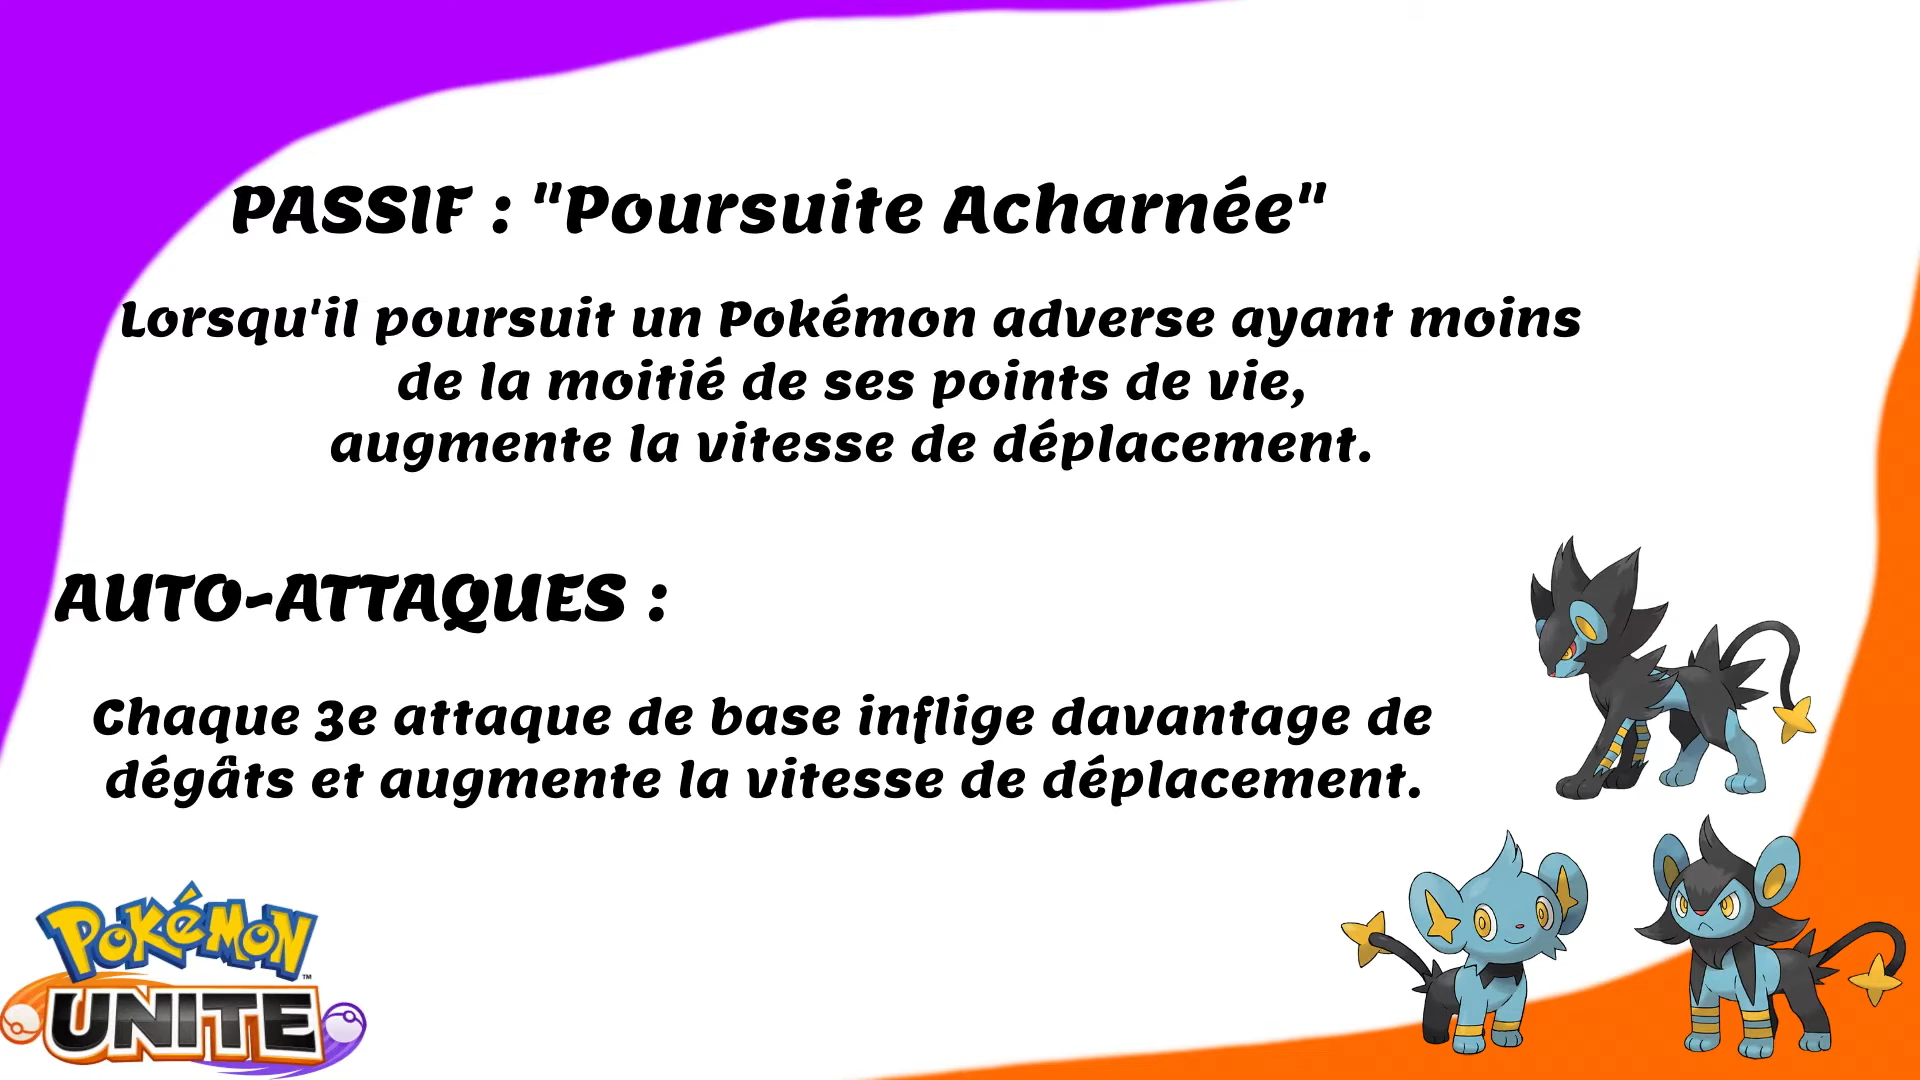 PASSIF : "Poursuite Acharnée"
Lorsqu'il poursuit un Pokémon adverse ayant moins
de la moitié de ses points de vie,
augmente la vitesse de déplacement.
AUTO-ATTAQUES :
Chaque 3e attaque de base inflige davantage de
dégâts et augmente la vitesse de déplacement.
POKéMON
™
UNITE